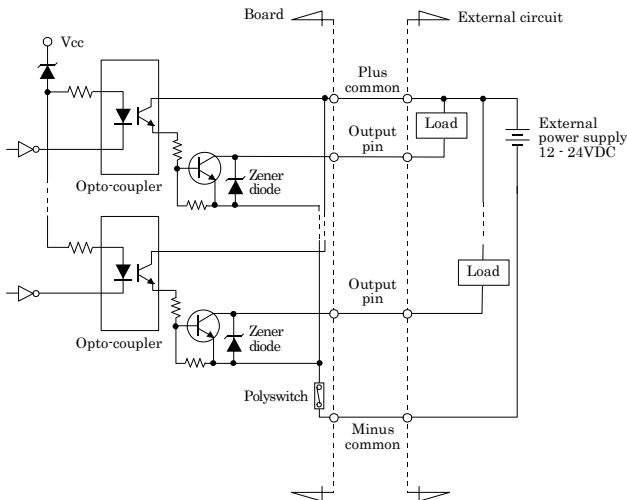 Board
External circuit
Vcc
Plus
common
Load
External
power supply
12 - 24VDC
Output
pin
Zener
diode
Opto-coupler
Load
Output
pin
Zener
diode
Opto-coupler
Polyswitch
Minus
common